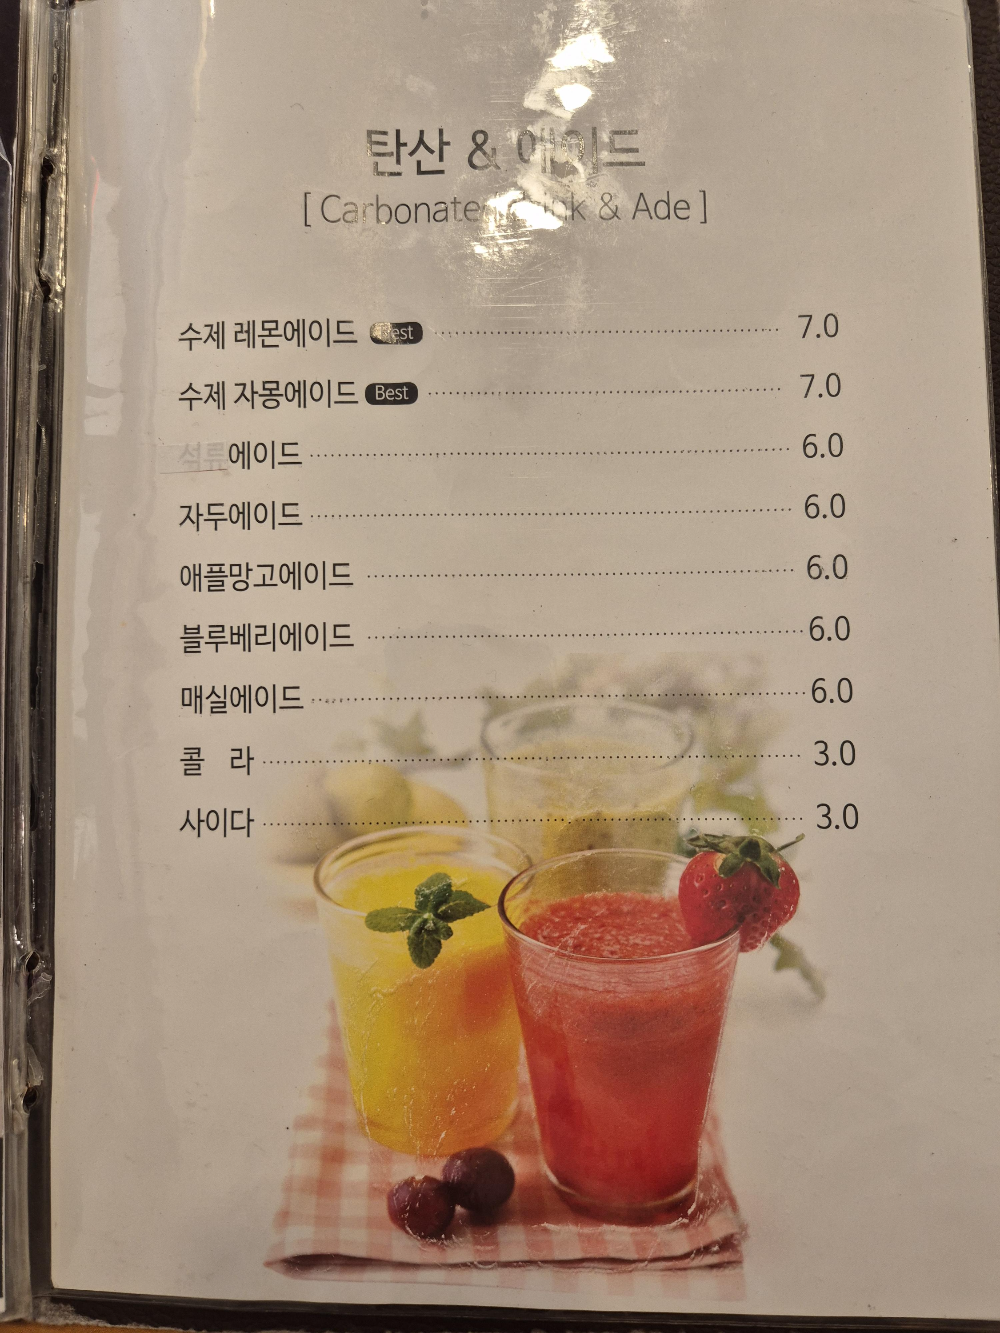 탄산 & 에이드
[ Carbonated Drink & Ade ]
수제 레몬에이드 Best 7.0
수제 자몽에이드 Best 7.0
석류에이드 6.0
자두에이드 6.0
애플망고에이드 6.0
블루베리에이드 6.0
매실에이드 6.0
콜 라 3.0
사이다 3.0